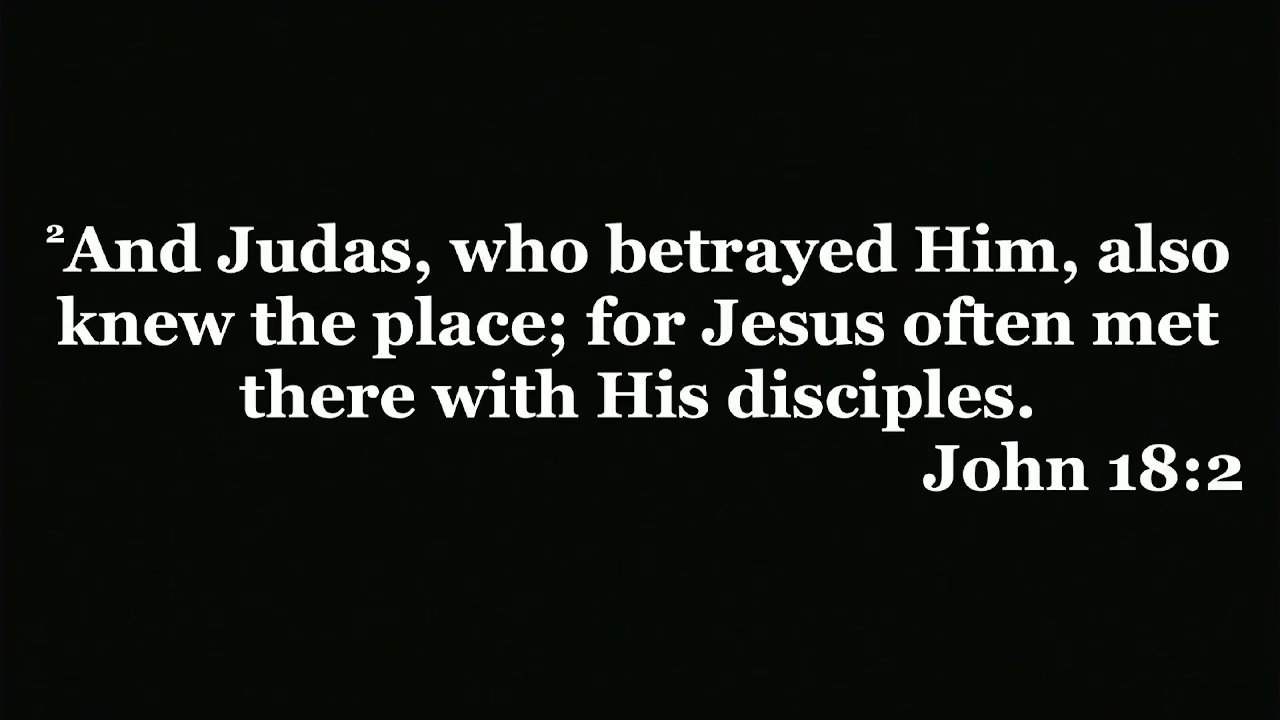 ²And Judas, who betrayed Him, also
knew the place; for Jesus often met
there with His disciples.
John 18:2